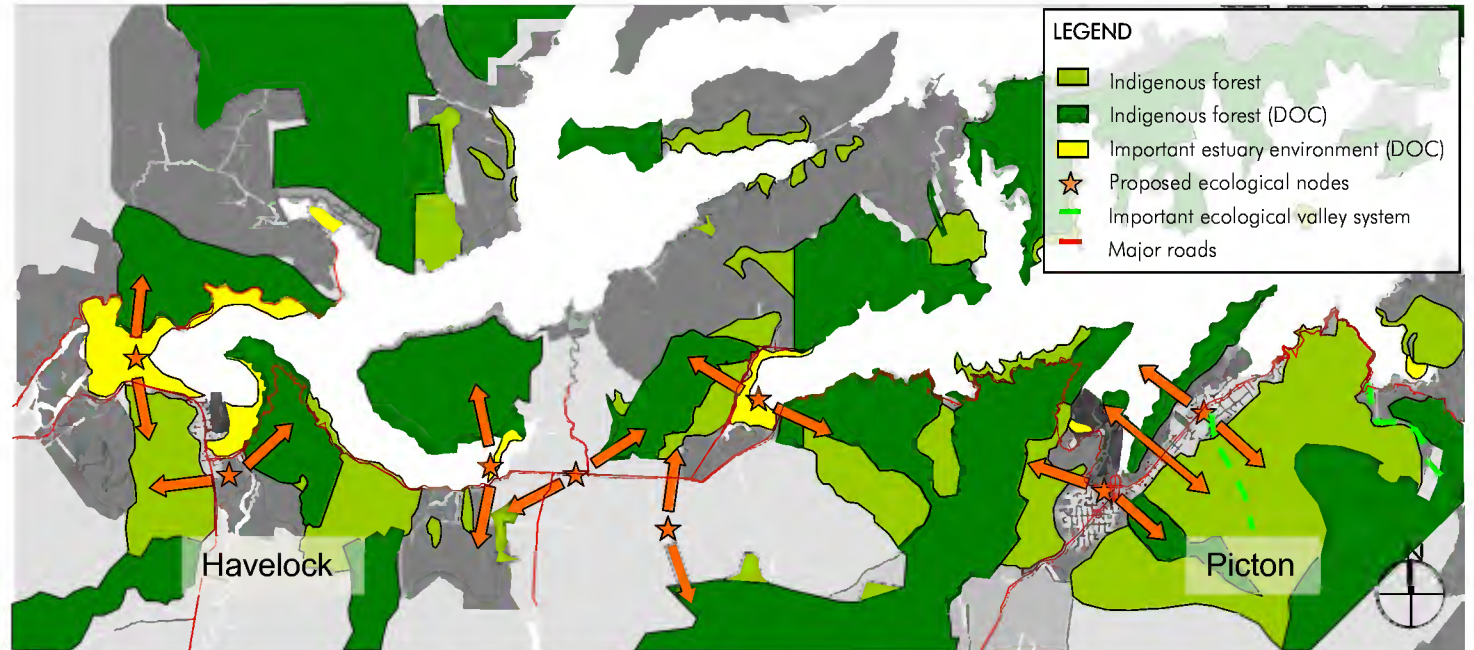 LEGEND
Indigenous forest
Indigenous forest (DOC)
Important estuary environment (DOC)
Proposed ecological nodes
Important ecological valley system
Major roads
Havelock
Picton
N